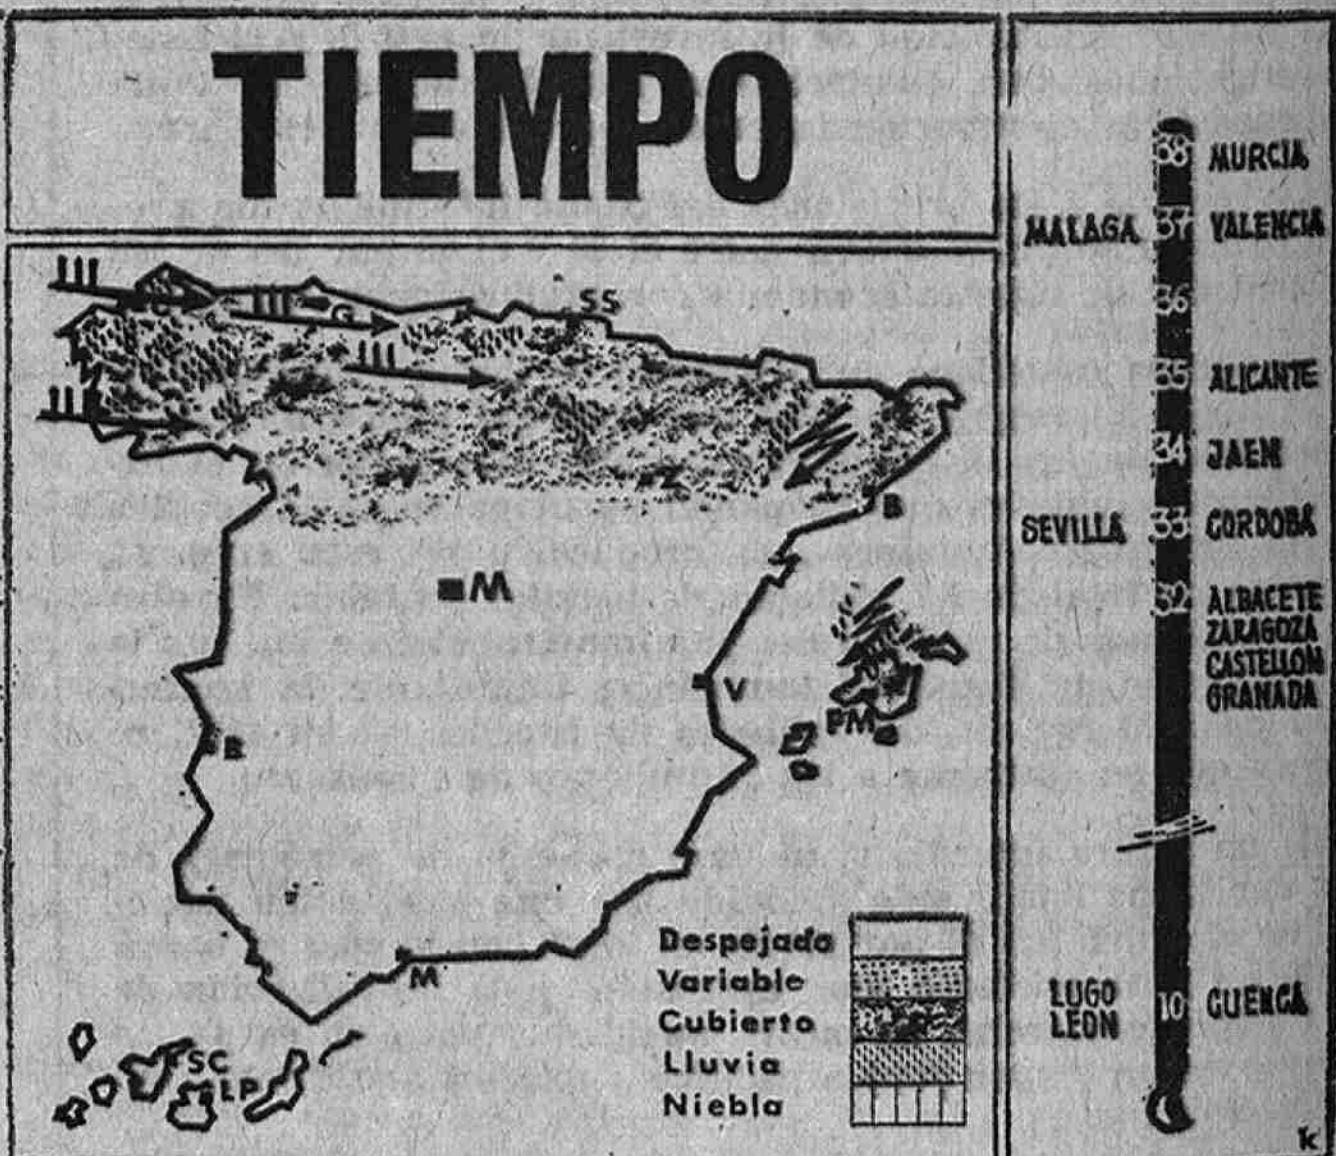 TIEMPO
G
SS
B
M
V
PM
B
M
SC
LP
Despejado
Variable
Cubierto
Lluvia
Niebla
38 MURCIA
MALAGA 37 VALENCIA
36
35 ALICANTE
34 JAEN
SEVILLA 33 CORDOBA
32 ALBACETE
ZARAGOZA
CASTELLON
GRANADA
LUGO
LEON
10 CUENCA
k